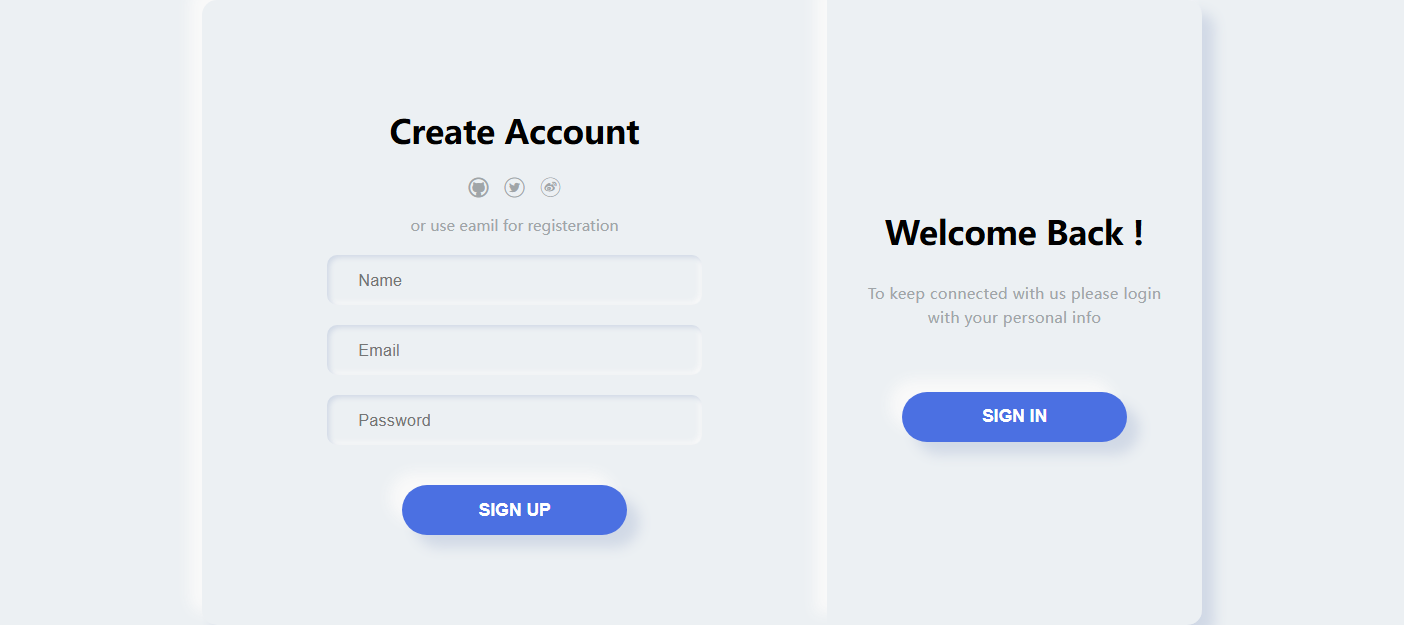 Create Account
or use eamil for registeration
Name
Email
Password
SIGN UP
Welcome Back !
To keep connected with us please login
with your personal info
SIGN IN